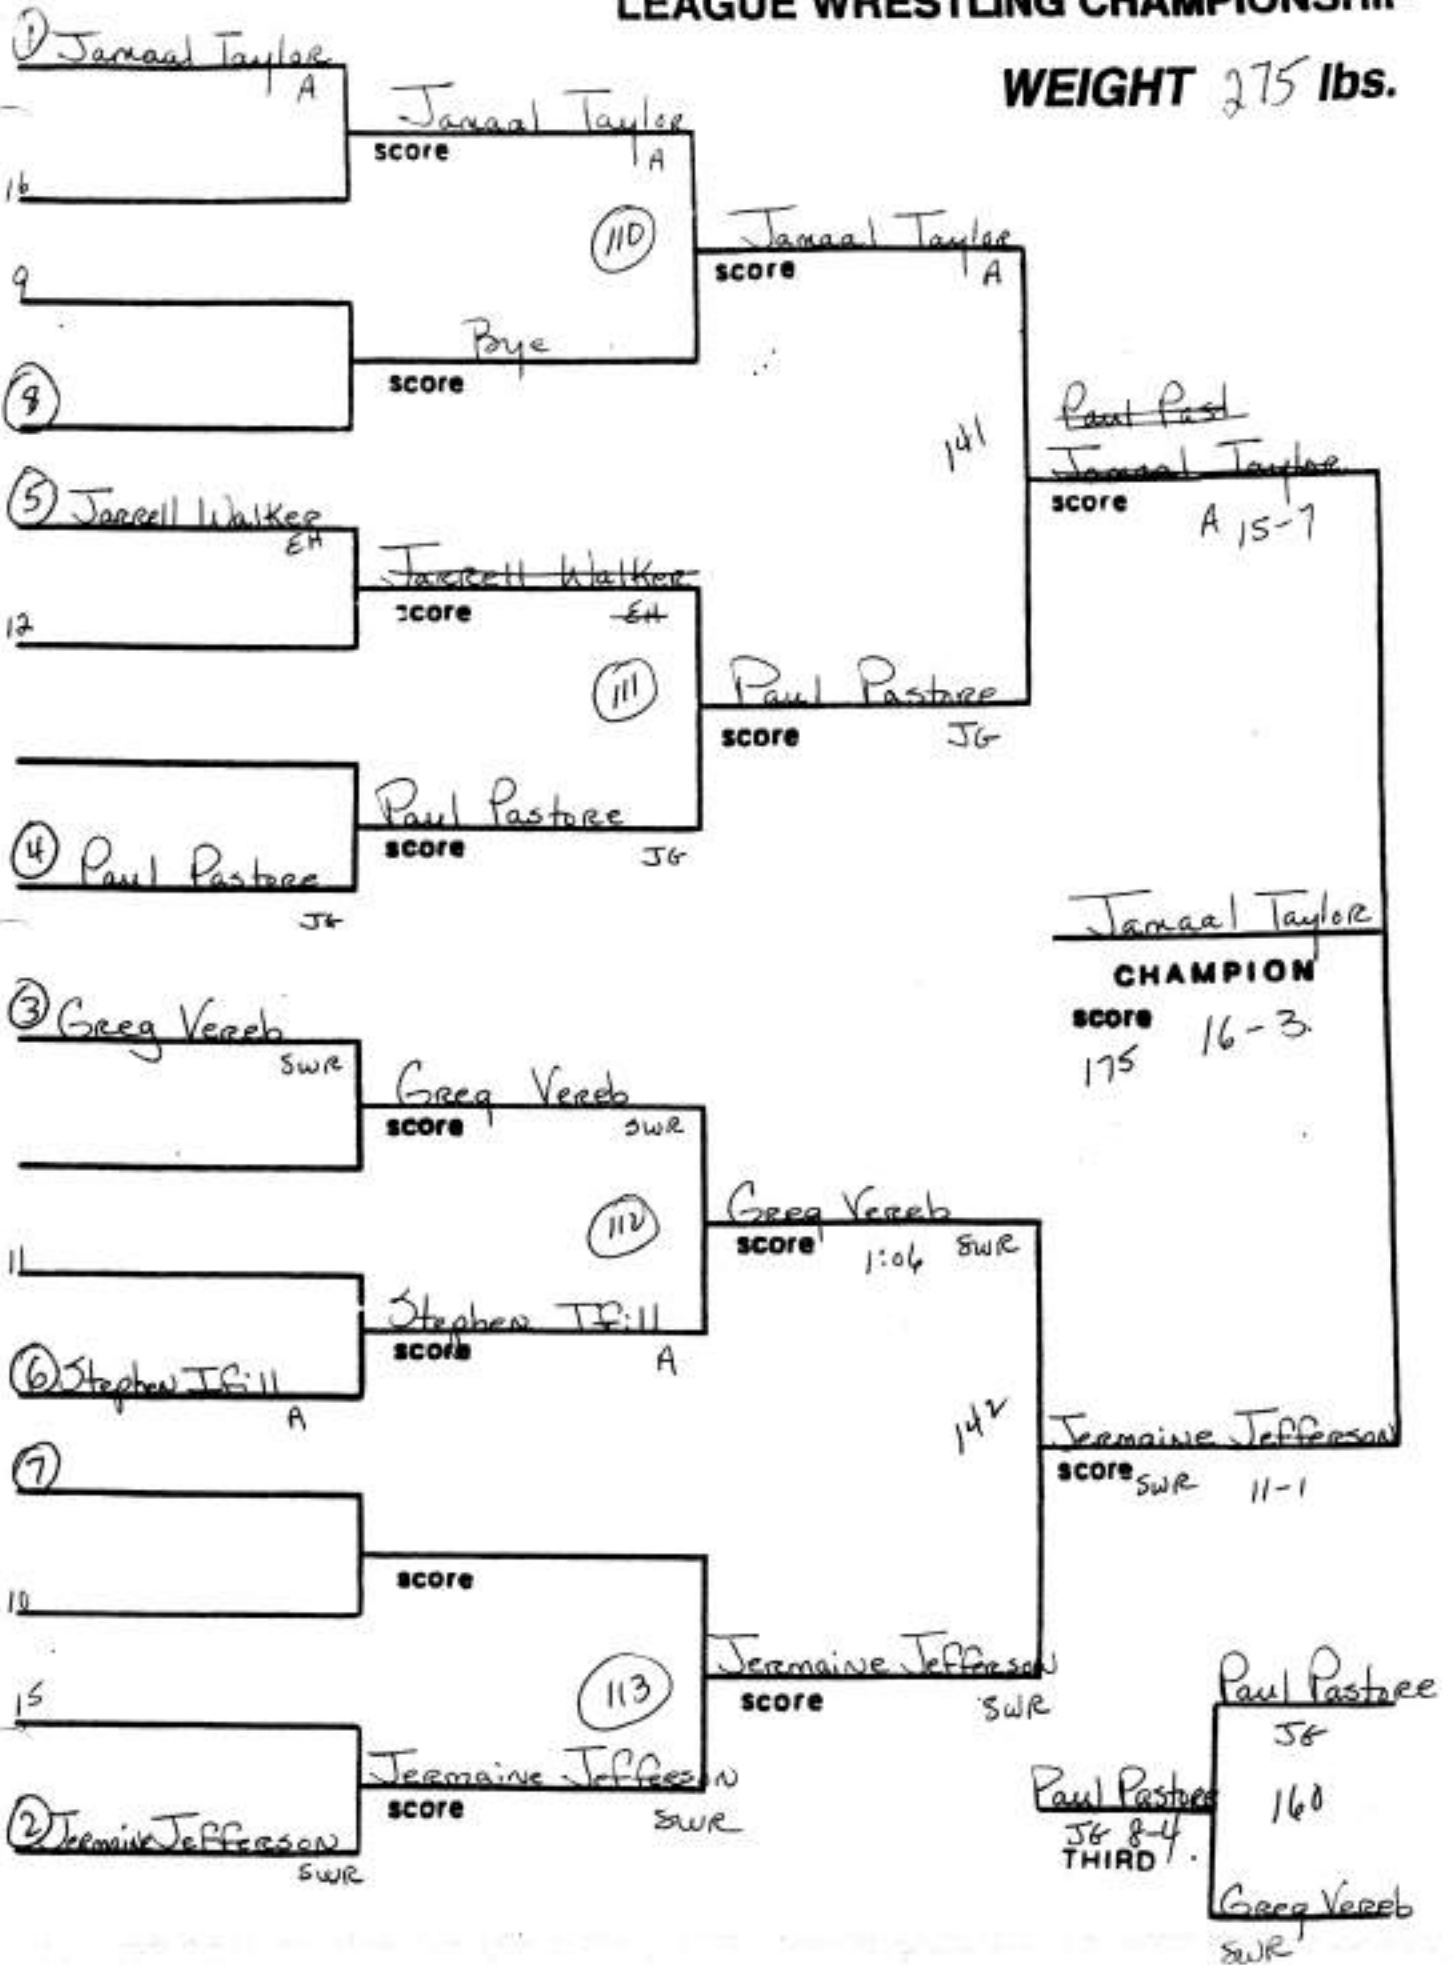 LEAGUE WRESTLING CHAMPIONSHIP
WEIGHT 275 lbs.
① Jamaal Taylor
A
16
Jamaal Taylor
score
A
9
⑧
Bye
score
110
Jamaal Taylor
score
A
⑤ Jarrell Walker
EH
12
Jarrell Walker
score
EH
④ Paul Pastore
JG
Paul Pastore
score
JG
111
Paul Pastore
score
JG
141
Paul Past
Jamaal Taylor
score
A 15-7
Jamaal Taylor
CHAMPION
score 16-3
175
③ Greg Vereb
SWR
Greg Vereb
score
SWR
11
⑥ Stephen Ifill
A
Stephen Ifill
score
A
112
Greg Vereb
score
1:06 SWR
⑦
10
score
15
② Jermaine Jefferson
SWR
Jermaine Jefferson
score
SWR
113
Jermaine Jefferson
score
SWR
142
Jermaine Jefferson
score SWR 11-1
Paul Pastore
JG
160
Greg Vereb
SWR
Paul Pastore
JG 8-4
THIRD